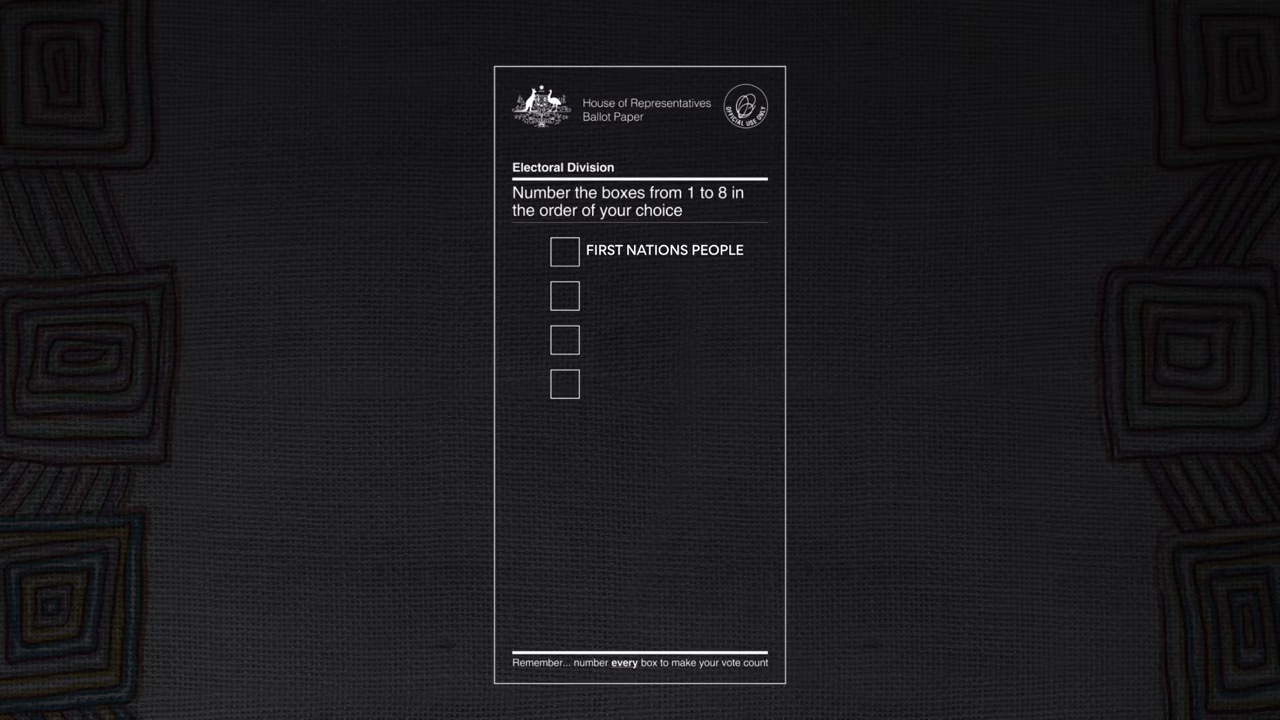 House of Representatives
Ballot Paper
OFFICIAL USE ONLY
Electoral Division
Number the boxes from 1 to 8 in
the order of your choice
FIRST NATIONS PEOPLE
Remember... number every box to make your vote count